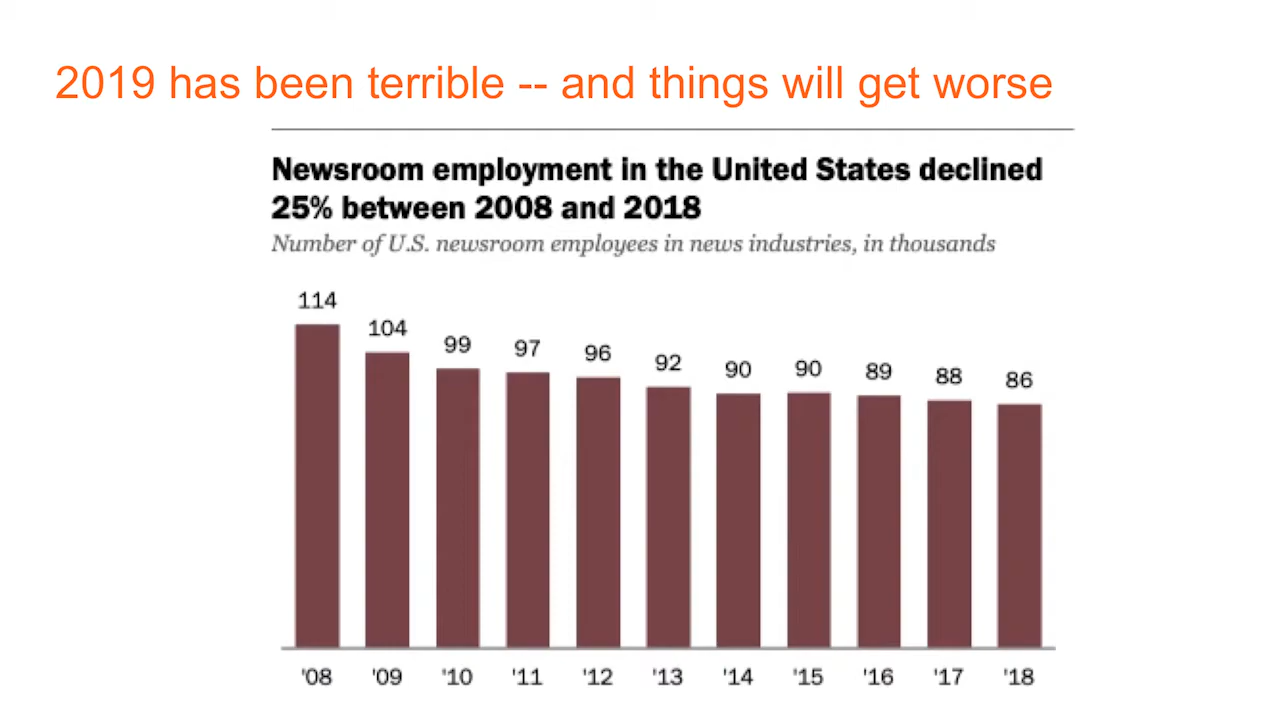 2019 has been terrible -- and things will get worse
Newsroom employment in the United States declined
25% between 2008 and 2018
Number of U.S. newsroom employees in news industries, in thousands
114
104
99
97
96
92
90
90
89
88
86
'08 '09 '10 '11 '12 '13 '14 '15 '16 '17 '18